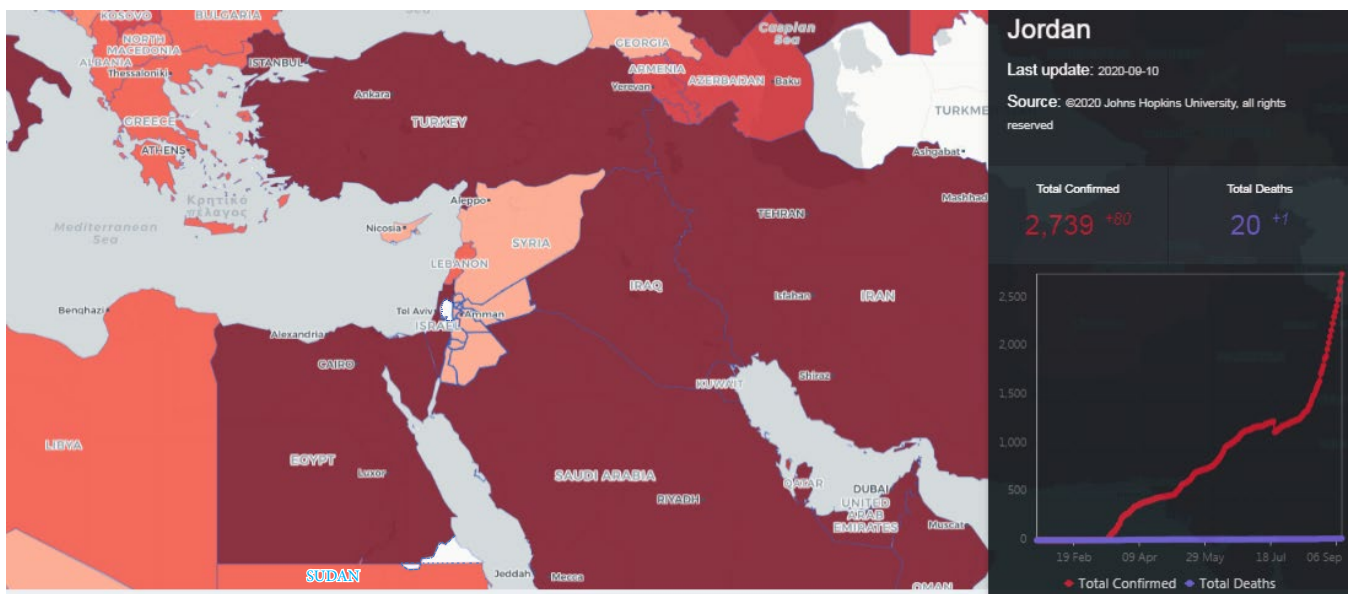 KOSOVO
BULGARIA
Sea
NORTH
MACEDONIA
ALBANIA
Thessaloniki
ISTANBUL
GREECE
ATHENS
Κρητικό
πέλαγος
Mediterranean
Sea
Ankara
TURKEY
GEORGIA
Caspian
Sea
ARMENIA
Yerevan
AZERBAIJAN
Baku
TURKME
Ashgabat
Mashhad
TEHRAN
Aleppo
Nicosia
SYRIA
LEBANON
IRAQ
Isfahan
IRAN
Benghazi
Tel Aviv
Amman
ISRAEL
Alexandria
CAIRO
KUWAIT
Shiraz
LIBYA
EGYPT
Luxor
SAUDI ARABIA
RIYADH
QATAR
DUBAI
UNITED
ARAB
EMIRATES
Muscat
SUDAN
Jeddah
Mecca
OMAN
Jordan
Last update: 2020-09-10
Source: ©2020 Johns Hopkins University, all rights
reserved
Total Confirmed
2,739 +80
Total Deaths
20 +1
2,500
2,000
1,500
1,000
500
0
19 Feb 09 Apr 29 May 18 Jul 06 Sep
Total Confirmed Total Deaths